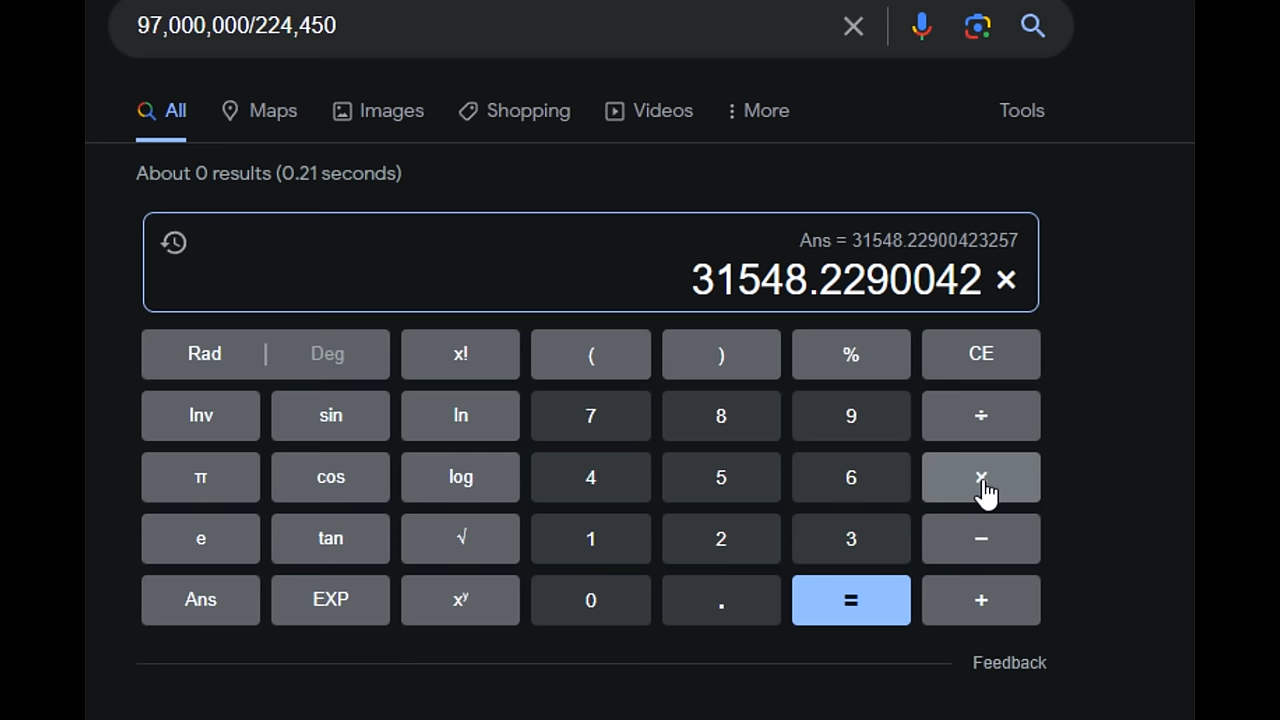 97,000,000/224,450
All Maps Images Shopping Videos More Tools
About 0 results (0.21 seconds)
Ans = 31548.22900423257
31548.2290042 ×
Rad | Deg x! ( ) % CE
Inv sin ln 7 8 9 ÷
π cos log 4 5 6 ×
e tan √ 1 2 3 −
Ans EXP xʸ 0 . = +
Feedback